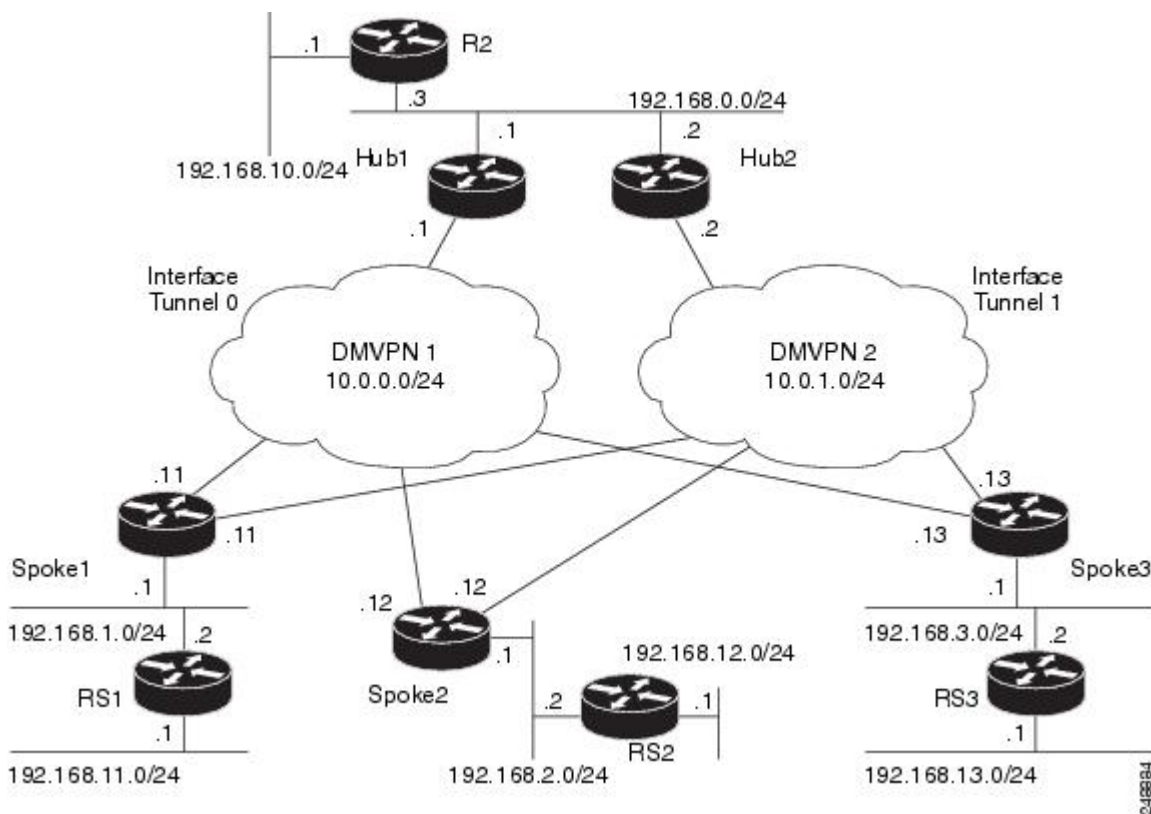 .1
R2
.3
192.168.0.0/24
.1
.2
Hub1
Hub2
192.168.10.0/24
.1
.2
Interface
Tunnel 0
Interface
Tunnel 1
DMVPN 1
10.0.0.0/24
DMVPN 2
10.0.1.0/24
.11
.11
.13
.13
Spoke1
Spoke3
.1
.12
.12
.1
192.168.1.0/24
.2
.1
192.168.12.0/24
192.168.3.0/24
.2
RS1
Spoke2
.2
.1
RS3
.1
RS2
.1
192.168.11.0/24
192.168.2.0/24
192.168.13.0/24